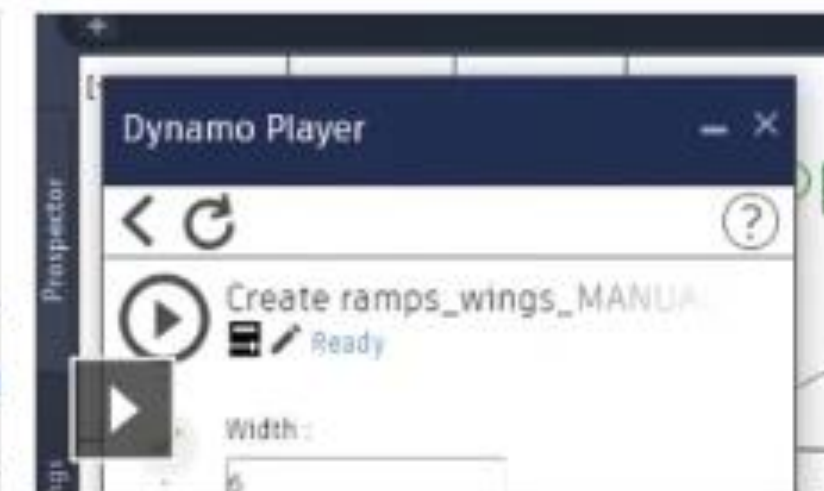 Dynamo Player
Prospector
Create ramps_wings_MANUA
Ready
Width :
6